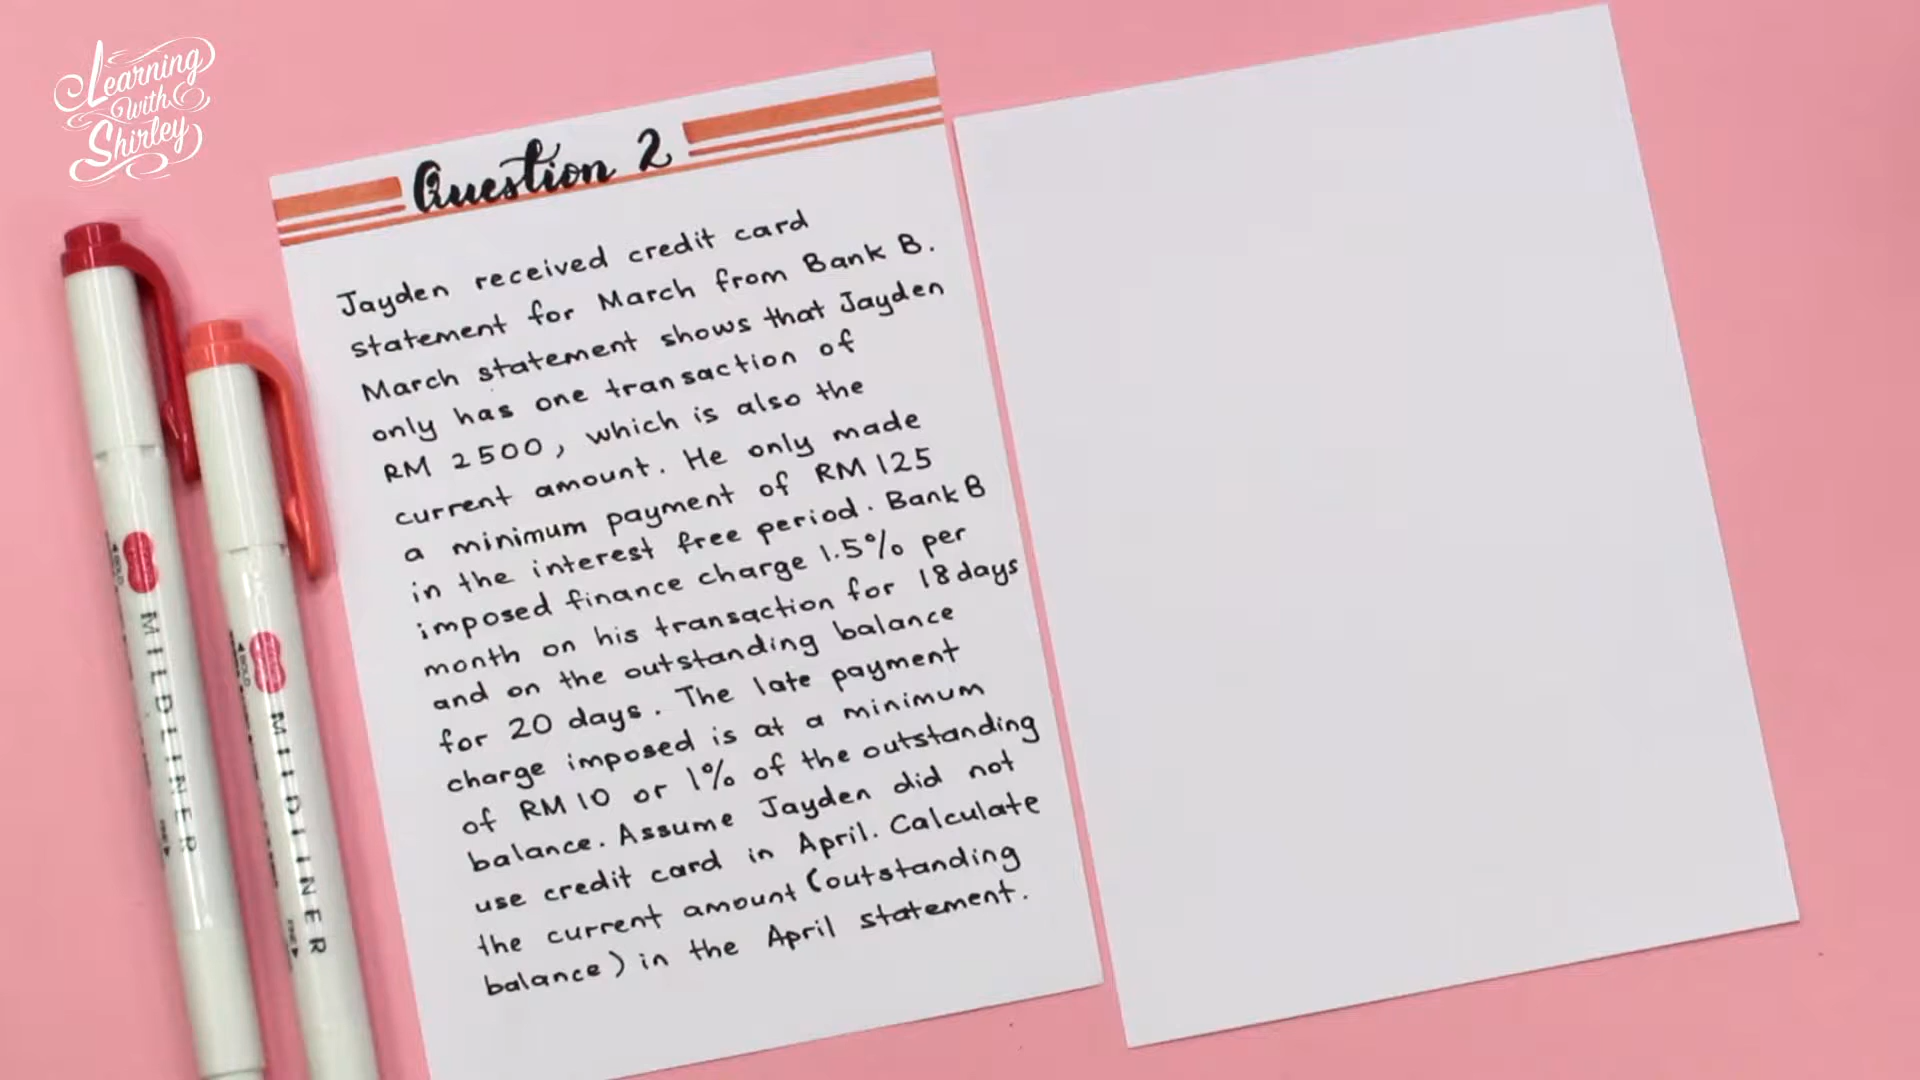 Learning
With
Shirley
Question 2
Jayden received credit card
statement for March from Bank B.
March statement shows that Jayden
only has one transaction of
RM 2500, which is also the
current amount. He only made
a minimum payment of RM 125
in the interest free period. Bank B
imposed finance charge 1.5% per
month on his transaction for 18 days
and on the outstanding balance
for 20 days. The late payment
charge imposed is at a minimum
of RM 10 or 1% of the outstanding
balance. Assume Jayden did not
use credit card in April. Calculate
the current amount (outstanding
balance) in the April statement.
MILDLINER
MILDLINER